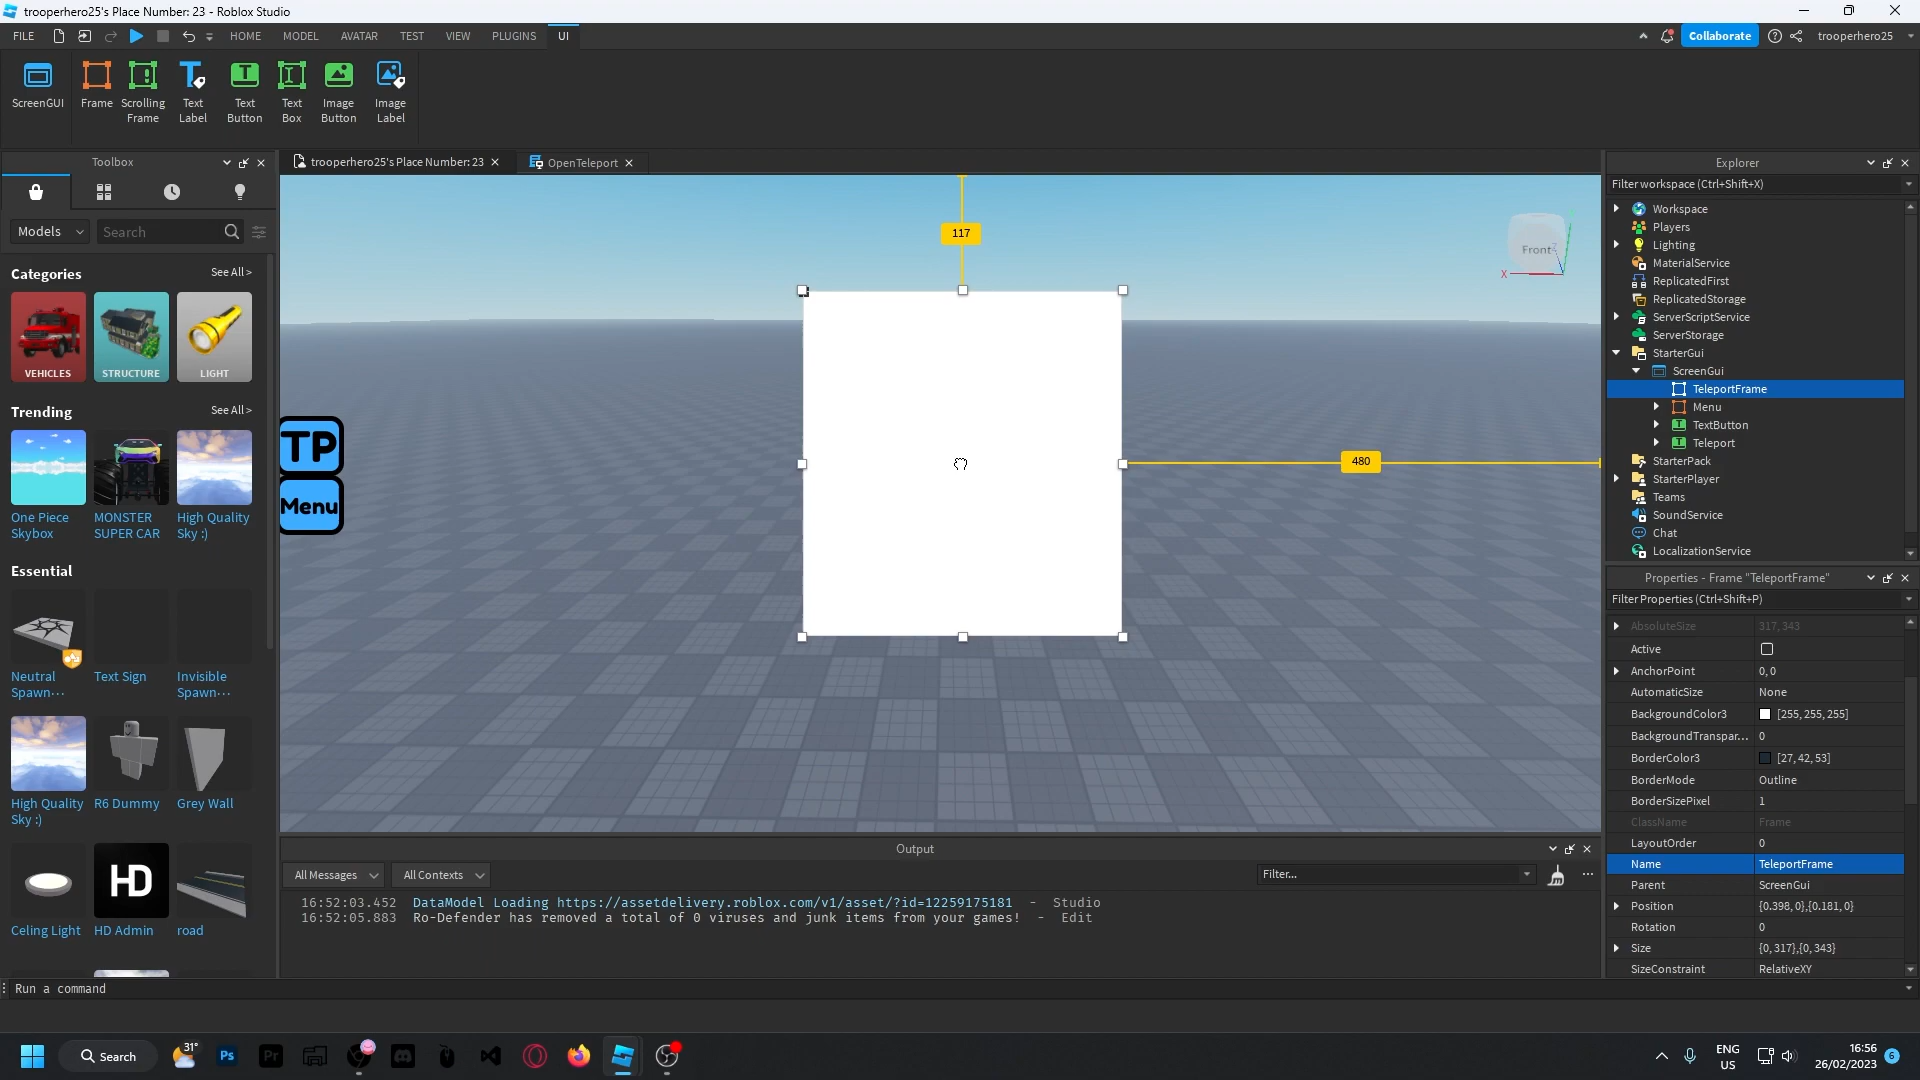 trooperhero25's Place Number: 23 - Roblox Studio
FILE
HOME
MODEL
AVATAR
TEST
VIEW
PLUGINS
UI
Collaborate
trooperhero25
ScreenGUI
Frame
Scrolling
Frame
Text
Label
Text
Button
Text
Box
Image
Button
Image
Label
Toolbox
Models
Search
Categories
See All >
VEHICLES
STRUCTURE
LIGHT
Trending
See All >
One Piece
Skybox
MONSTER
SUPER CAR
High Quality
Sky :)
Essential
Neutral
Spawn···
Text Sign
Invisible
Spawn···
High Quality
Sky :)
R6 Dummy
Grey Wall
HD
Celing Light
HD Admin
road
trooperhero25's Place Number: 23
OpenTeleport
117
480
Front
X
Z
TP
Menu
Output
All Messages
All Contexts
Filter...
16:52:03.452 DataModel Loading https://assetdelivery.roblox.com/v1/asset/?id=12259175181 - Studio
16:52:05.883 Ro-Defender has removed a total of 0 viruses and junk items from your games! - Edit
Explorer
Filter workspace (Ctrl+Shift+X)
Workspace
Players
Lighting
MaterialService
ReplicatedFirst
ReplicatedStorage
ServerScriptService
ServerStorage
StarterGui
ScreenGui
TeleportFrame
Menu
TextButton
Teleport
StarterPack
StarterPlayer
Teams
SoundService
Chat
LocalizationService
Properties - Frame "TeleportFrame"
Filter Properties (Ctrl+Shift+P)
AbsoluteSize 317, 343
Active
AnchorPoint 0, 0
AutomaticSize None
BackgroundColor3 [255, 255, 255]
BackgroundTranspar... 0
BorderColor3 [27, 42, 53]
BorderMode Outline
BorderSizePixel 1
ClassName Frame
LayoutOrder 0
Name TeleportFrame
Parent ScreenGui
Position {0.398, 0},{0.181, 0}
Rotation 0
Size {0, 317},{0, 343}
SizeConstraint RelativeXY
Run a command
Search
31°
Ps
Pr
ENG
US
16:56
26/02/2023
6